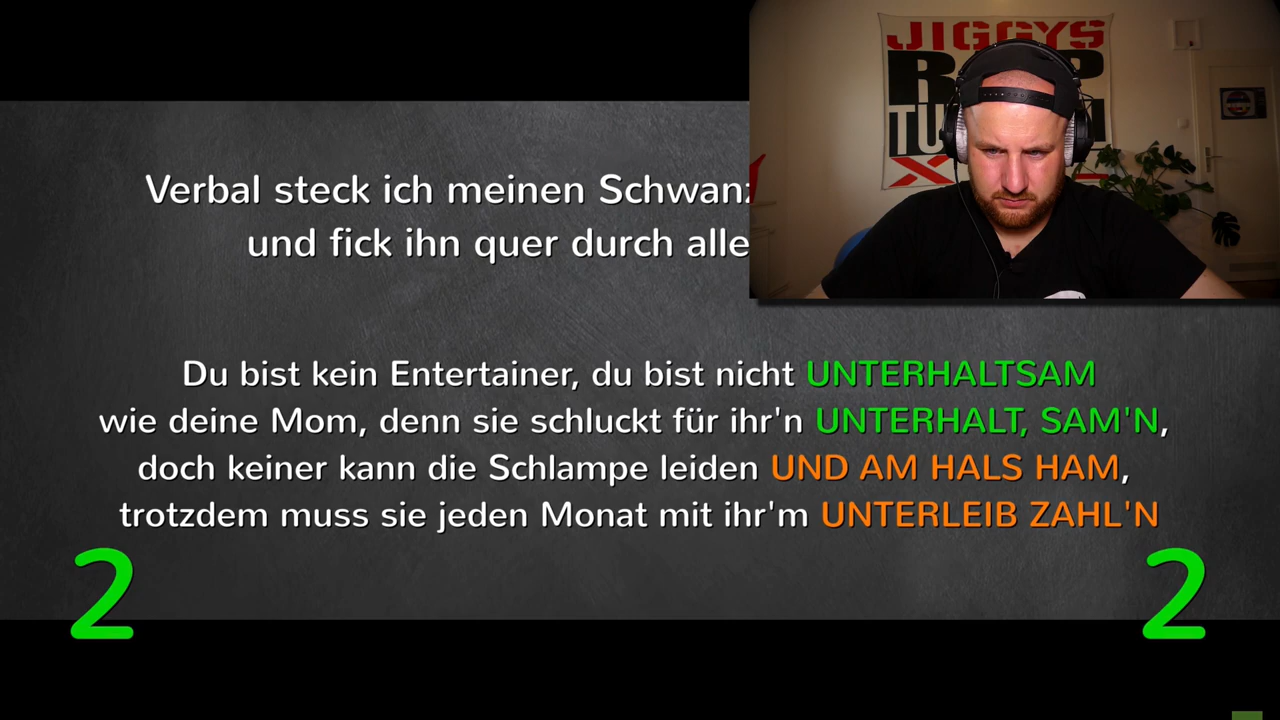 Verbal steck ich meinen Schwanz
und fick ihn quer durch alle
Du bist kein Entertainer, du bist nicht UNTERHALTSAM
wie deine Mom, denn sie schluckt für ihr'n UNTERHALT, SAM'N,
doch keiner kann die Schlampe leiden UND AM HALS HAM,
trotzdem muss sie jeden Monat mit ihr'm UNTERLEIB ZAHL'N
2
2
JIGGYS